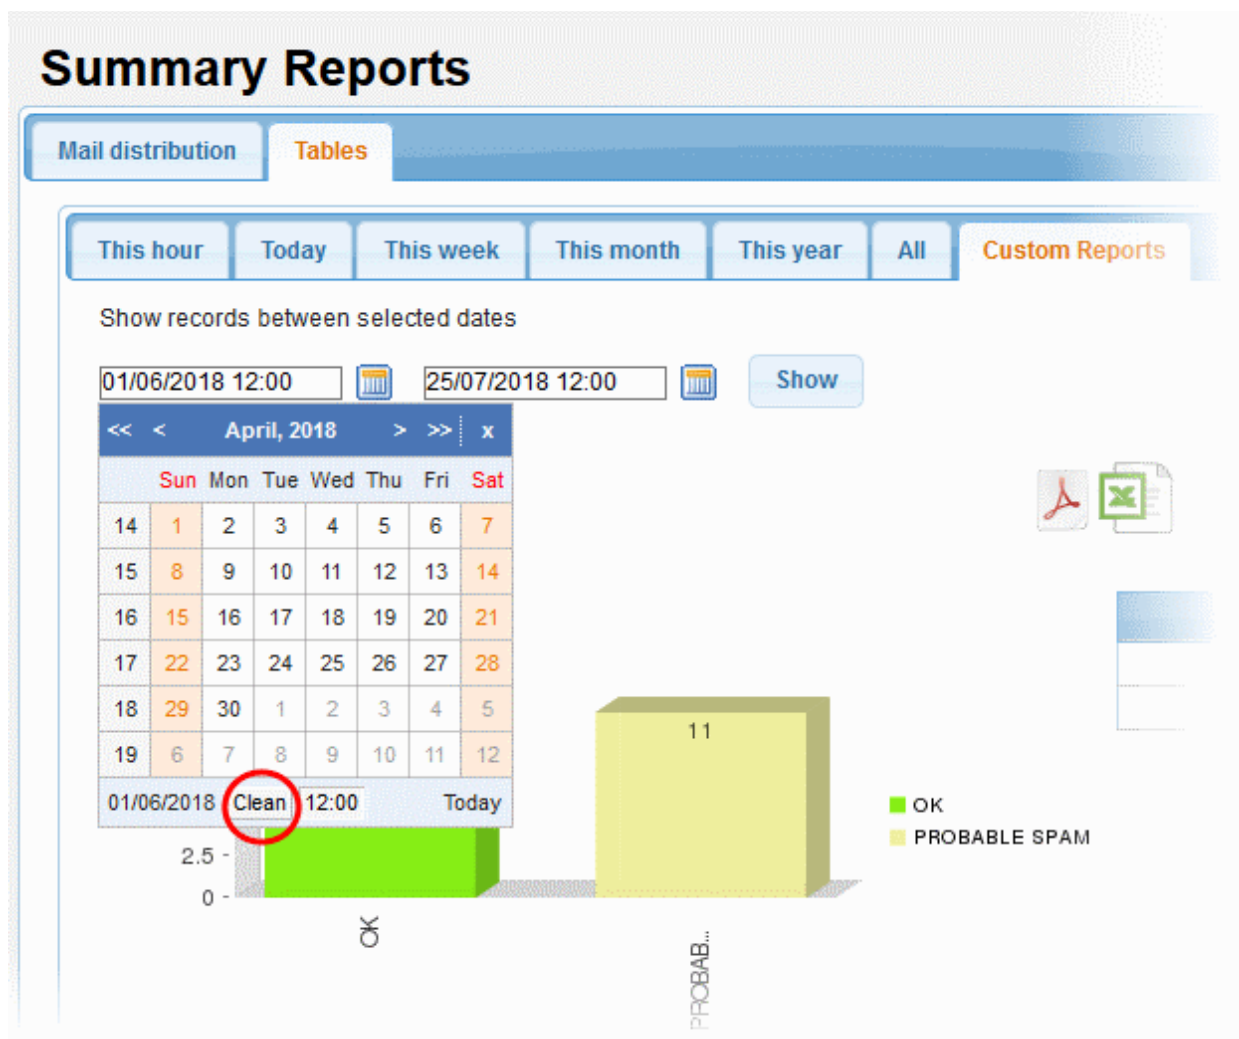 Summary Reports
Mail distribution Tables
This hour Today This week This month This year All Custom Reports
Show records between selected dates
01/06/2018 12:00 25/07/2018 12:00 Show
<< < April, 2018 > >> x
Sun Mon Tue Wed Thu Fri Sat
14 1 2 3 4 5 6 7
15 8 9 10 11 12 13 14
16 15 16 17 18 19 20 21
17 22 23 24 25 26 27 28
18 29 30 1 2 3 4 5
19 6 7 8 9 10 11 12
01/06/2018 Clean 12:00 Today
11
OK
PROBABLE SPAM
2.5
0
OK
PROBAB...